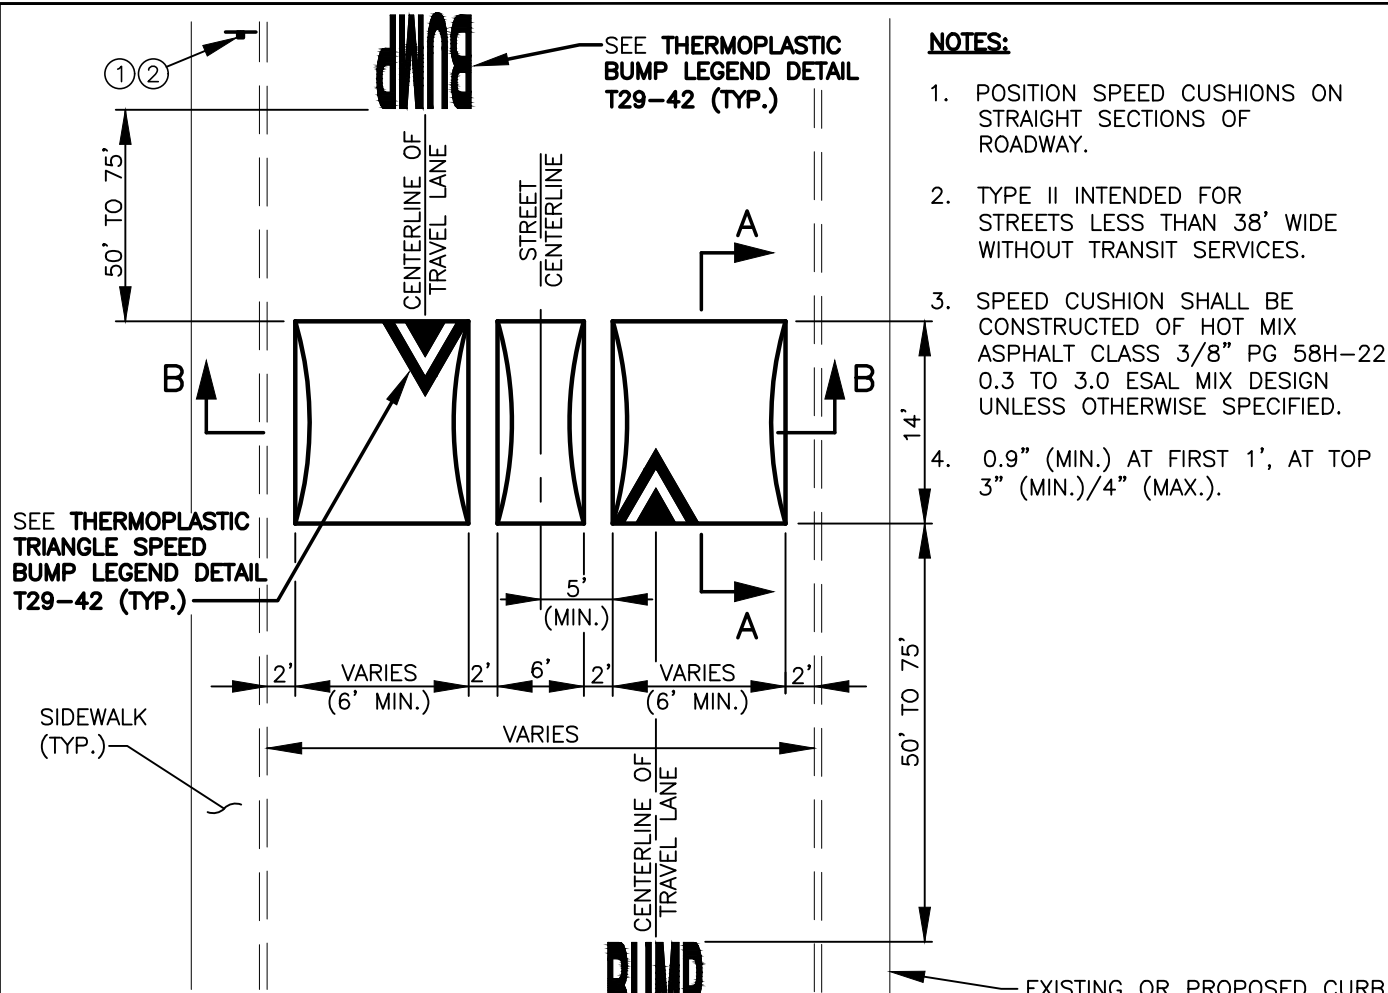 BUMP
SEE THERMOPLASTIC
BUMP LEGEND DETAIL
T29-42 (TYP.)
1 2
50' TO 75'
CENTERLINE OF
TRAVEL LANE
STREET
CENTERLINE
A
B
B
14'
SEE THERMOPLASTIC
TRIANGLE SPEED
BUMP LEGEND DETAIL
T29-42 (TYP.)
5'
(MIN.)
A
2'
VARIES
(6' MIN.)
2'
6'
2'
VARIES
(6' MIN.)
2'
VARIES
SIDEWALK
(TYP.)
50' TO 75'
CENTERLINE OF
TRAVEL LANE
BUMP
EXISTING OR PROPOSED CURB
NOTES:
1. POSITION SPEED CUSHIONS ON
STRAIGHT SECTIONS OF
ROADWAY.
2. TYPE II INTENDED FOR
STREETS LESS THAN 38' WIDE
WITHOUT TRANSIT SERVICES.
3. SPEED CUSHION SHALL BE
CONSTRUCTED OF HOT MIX
ASPHALT CLASS 3/8" PG 58H-22
0.3 TO 3.0 ESAL MIX DESIGN
UNLESS OTHERWISE SPECIFIED.
4. 0.9" (MIN.) AT FIRST 1', AT TOP
3" (MIN.)/4" (MAX.).